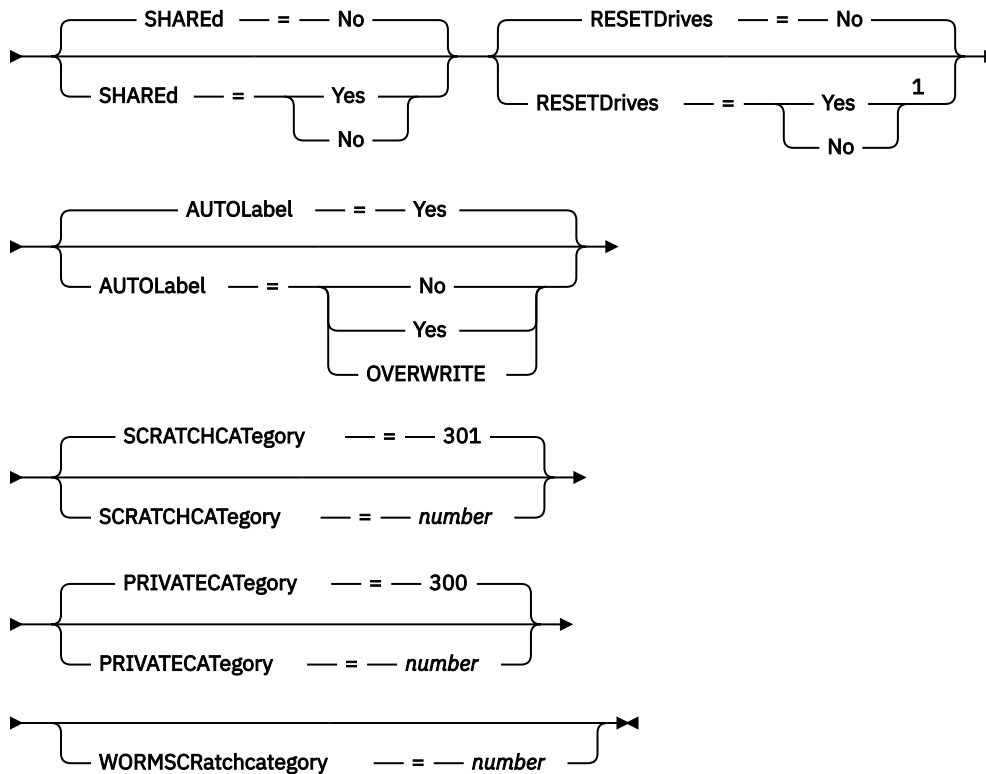 SHAREd = No
SHAREd = Yes
No
RESETDrives = No
RESETDrives = Yes 1
No
AUTOLabel = Yes
AUTOLabel = No
Yes
OVERWRITE
SCRATCHCATegory = 301
SCRATCHCATegory = number
PRIVATECATegory = 300
PRIVATECATegory = number
WORMSCRatchcategory = number